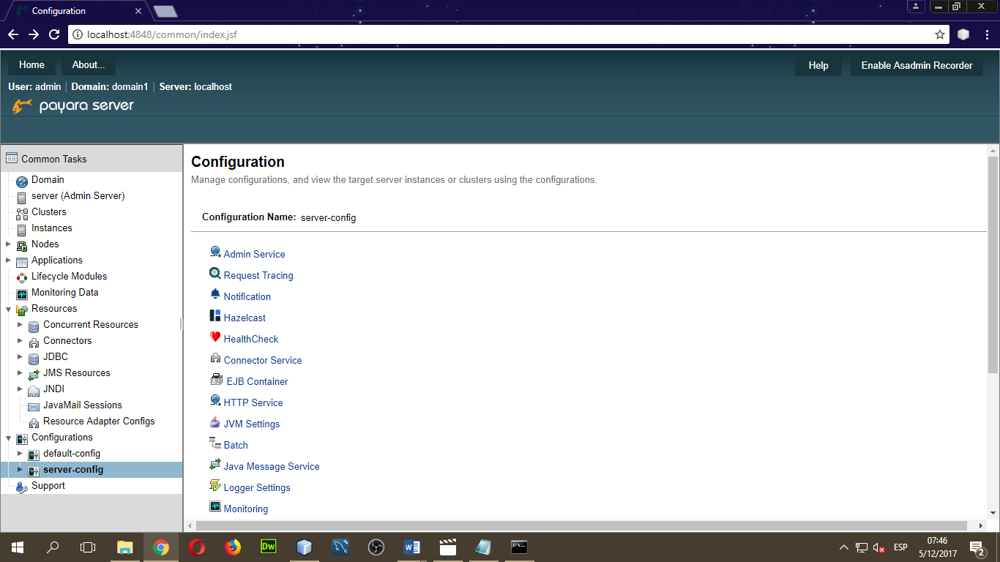 Configuration
localhost:4848/common/index.jsf
Home About... Help Enable Asadmin Recorder
User: admin | Domain: domain1 | Server: localhost
payara server
Common Tasks
Domain
server (Admin Server)
Clusters
Instances
Nodes
Applications
Lifecycle Modules
Monitoring Data
Resources
Concurrent Resources
Connectors
JDBC
JMS Resources
JNDI
JavaMail Sessions
Resource Adapter Configs
Configurations
default-config
server-config
Support
Configuration
Manage configurations, and view the target server instances or clusters using the configurations.
Configuration Name: server-config
Admin Service
Request Tracing
Notification
Hazelcast
HealthCheck
Connector Service
EJB Container
HTTP Service
JVM Settings
Batch
Java Message Service
Logger Settings
Monitoring
Dw
ESP
07:46
5/12/2017
2